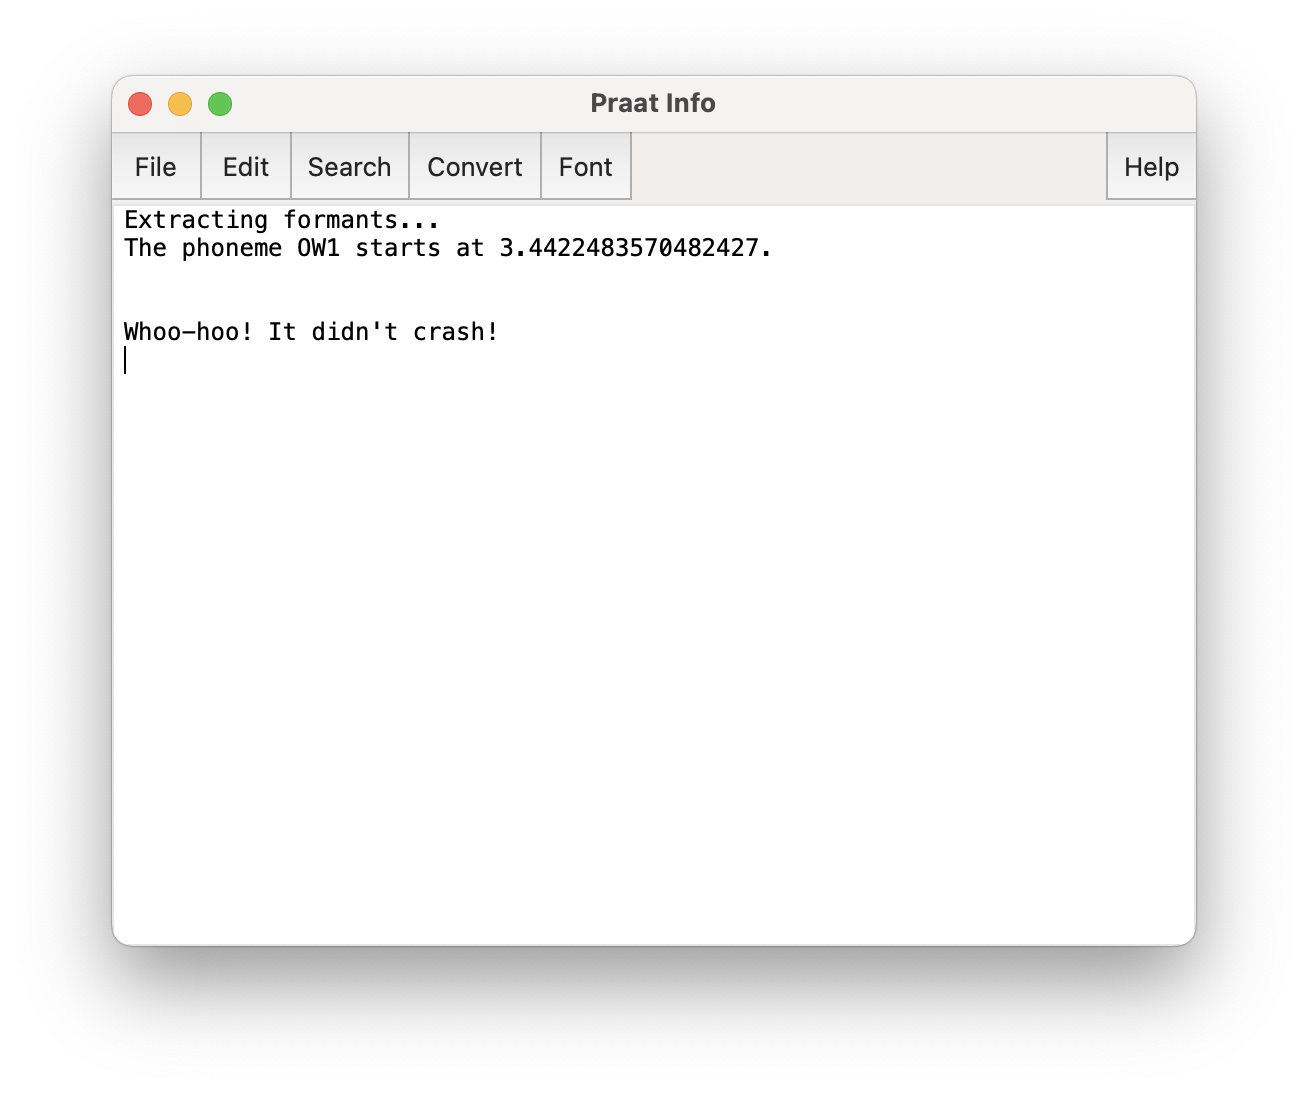 Praat Info
File Edit Search Convert Font Help
Extracting formants...
The phoneme OW1 starts at 3.4422483570482427.
Whoo-hoo! It didn't crash!